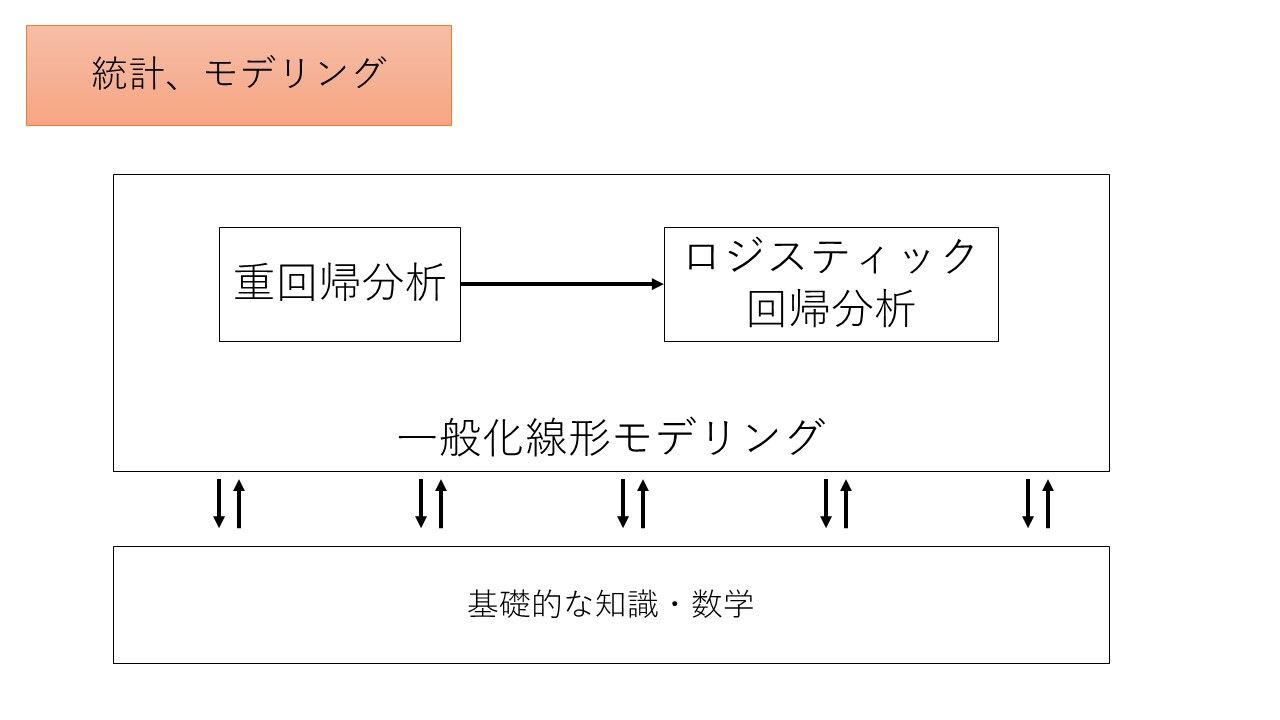 統計、モデリング
重回帰分析
ロジスティック
回帰分析
一般化線形モデリング
基礎的な知識・数学